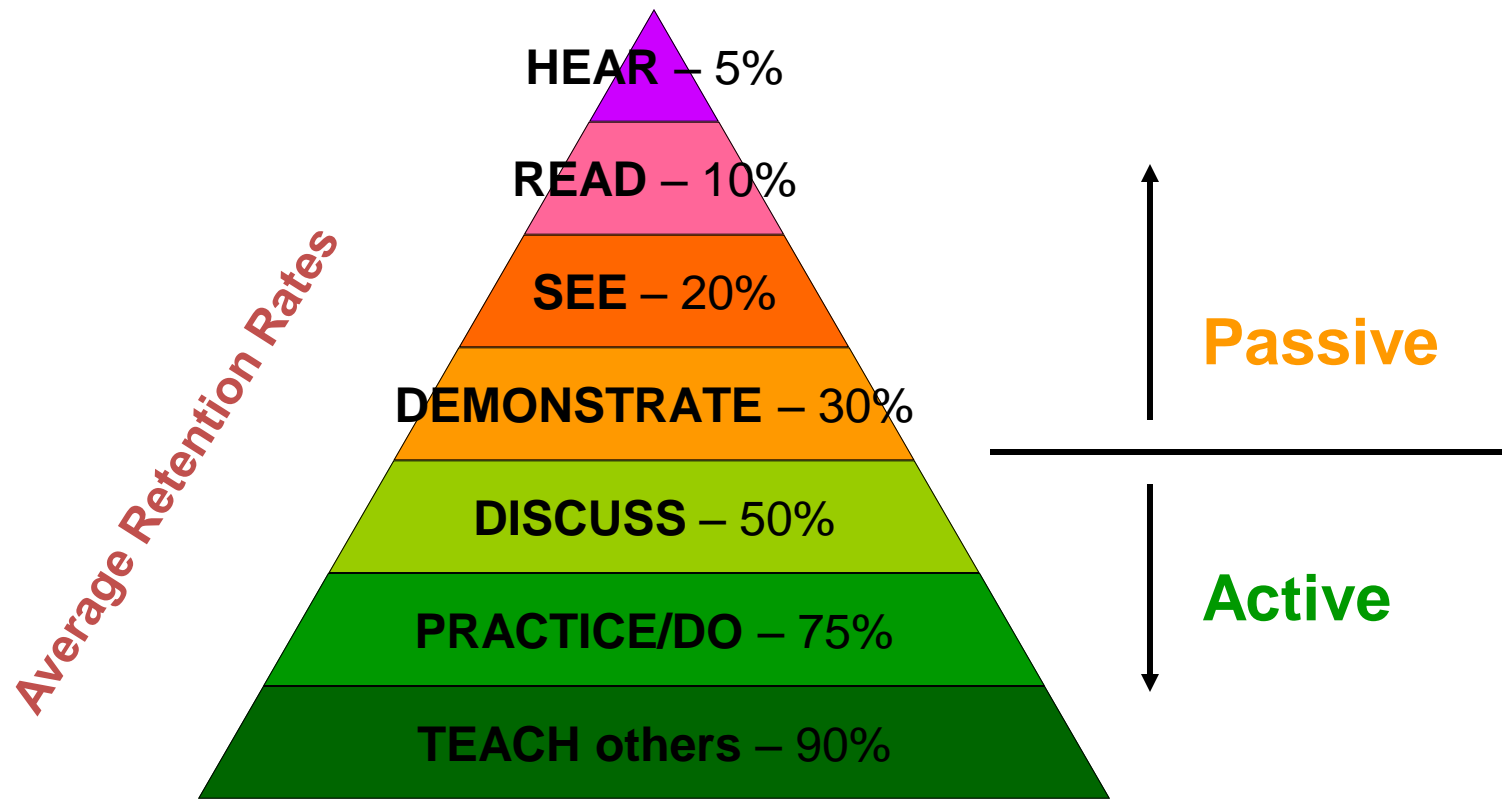 HEAR – 5%
READ – 10%
SEE – 20%
DEMONSTRATE – 30%
DISCUSS – 50%
PRACTICE/DO – 75%
TEACH others – 90%
Average Retention Rates
Passive
Active